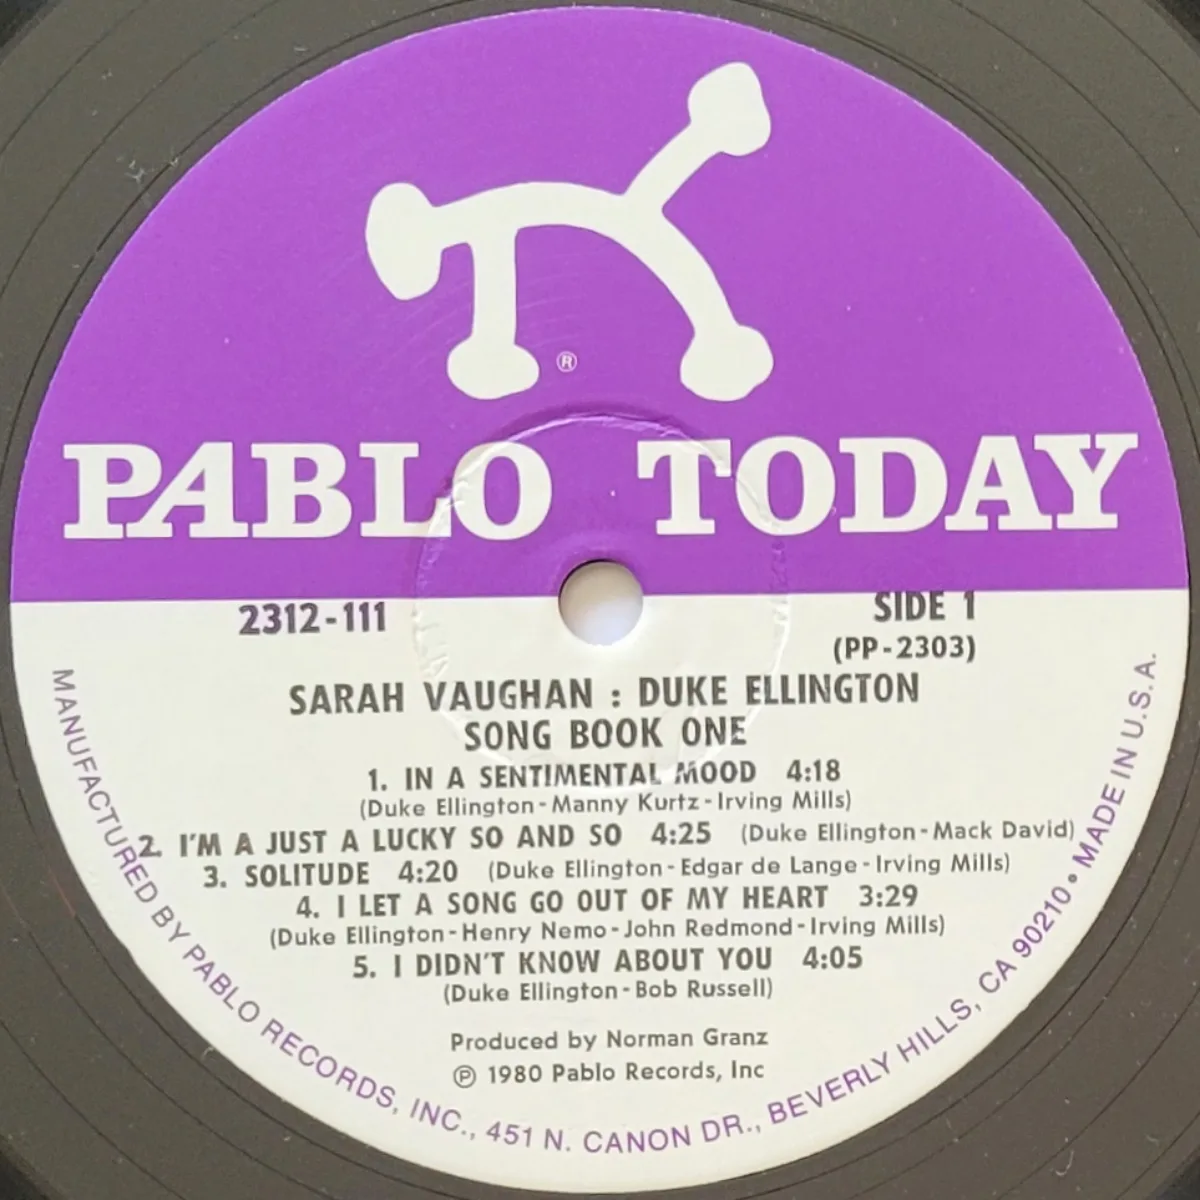 ®
PABLO TODAY
2312-111
SIDE 1
(PP-2303)
SARAH VAUGHAN : DUKE ELLINGTON
SONG BOOK ONE
1. IN A SENTIMENTAL MOOD 4:18
(Duke Ellington-Manny Kurtz-Irving Mills)
2. I'M A JUST A LUCKY SO AND SO 4:25 (Duke Ellington-Mack David)
3. SOLITUDE 4:20 (Duke Ellington-Edgar de Lange-Irving Mills)
4. I LET A SONG GO OUT OF MY HEART 3:29
(Duke Ellington-Henry Nemo-John Redmond-Irving Mills)
5. I DIDN'T KNOW ABOUT YOU 4:05
(Duke Ellington-Bob Russell)
Produced by Norman Granz
℗ 1980 Pablo Records, Inc
MANUFACTURED BY PABLO RECORDS, INC., 451 N. CANON DR., BEVERLY HILLS, CA 90210 • MADE IN U.S.A.